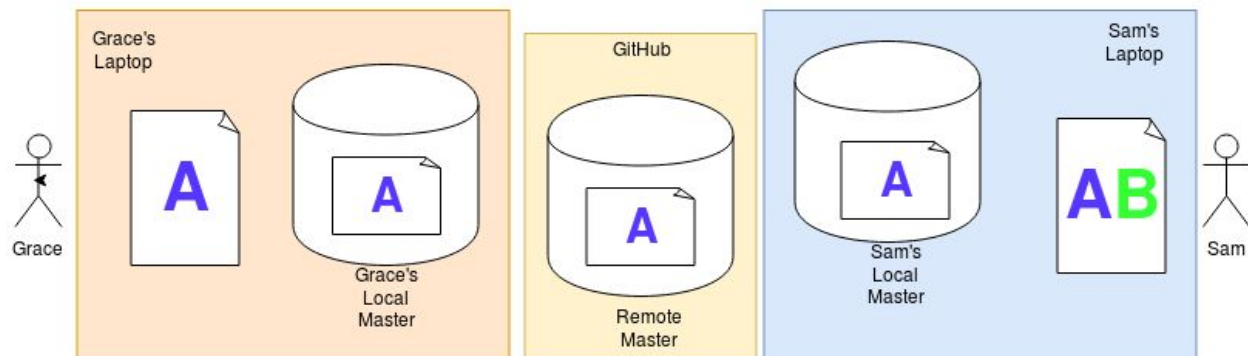 Grace's
Laptop
A
A
Grace's
Local
Master
Grace
GitHub
A
Remote
Master
Sam's
Laptop
A
Sam's
Local
Master
AB
Sam